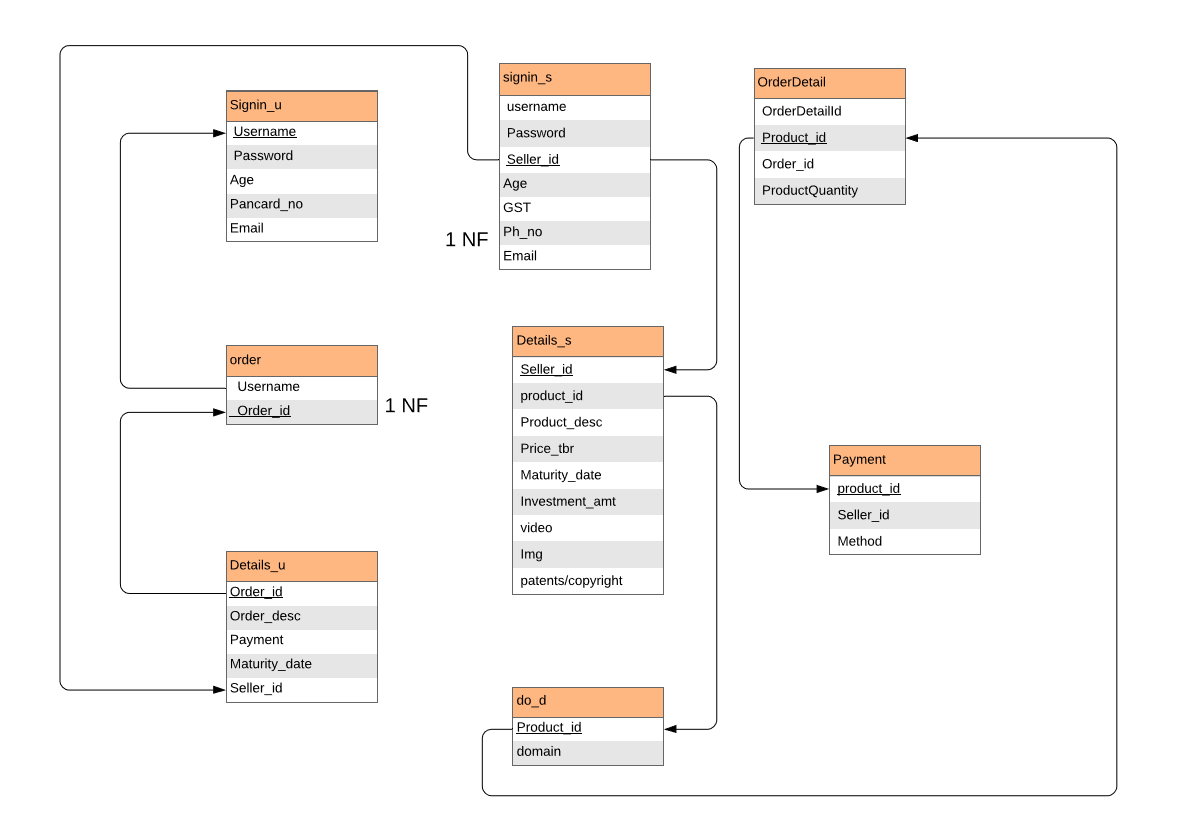 Signin_u
Username
Password
Age
Pancard_no
Email
signin_s
username
Password
Seller_id
Age
GST
Ph_no
Email
1 NF
OrderDetail
OrderDetailId
Product_id
Order_id
ProductQuantity
order
Username
Order_id
1 NF
Details_s
Seller_id
product_id
Product_desc
Price_tbr
Maturity_date
Investment_amt
video
Img
patents/copyright
Payment
product_id
Seller_id
Method
Details_u
Order_id
Order_desc
Payment
Maturity_date
Seller_id
do_d
Product_id
domain